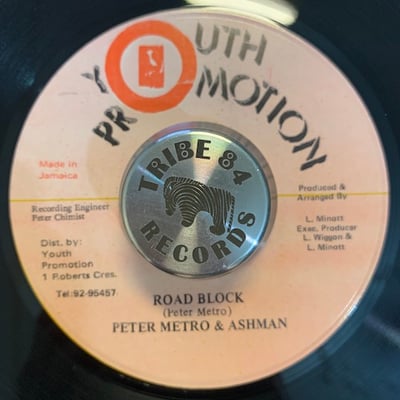 YOUTH
PROMOTION
Made in
Jamaica
Recording Engineer
Peter Chimist
Dist. by:
Youth
Promotion
1 Roberts Cres.
Tel:92-95457
Produced &
Arranged By
L. Minott
Exec. Producer
L. Wiggon &
L. Minott
TRIBE 84
RECORDS
ROAD BLOCK
(Peter Metro)
PETER METRO & ASHMAN